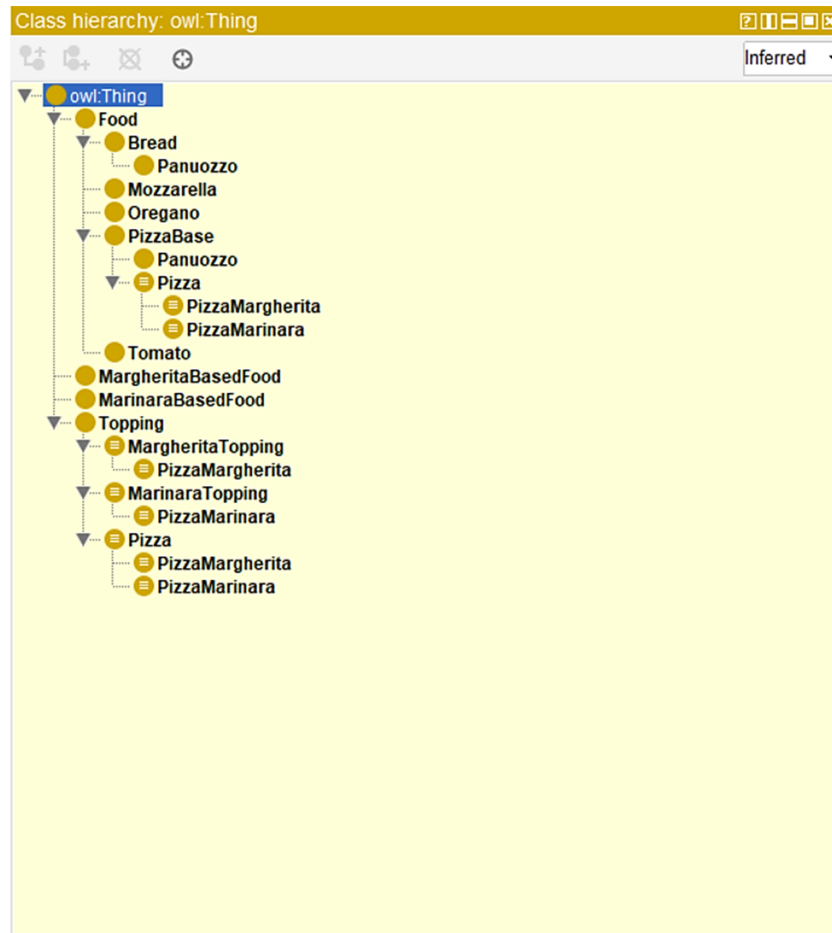 Class hierarchy: owl:Thing
Inferred
owl:Thing
Food
Bread
Panuozzo
Mozzarella
Oregano
PizzaBase
Panuozzo
Pizza
PizzaMargherita
PizzaMarinara
Tomato
MargheritaBasedFood
MarinaraBasedFood
Topping
MargheritaTopping
PizzaMargherita
MarinaraTopping
PizzaMarinara
Pizza
PizzaMargherita
PizzaMarinara